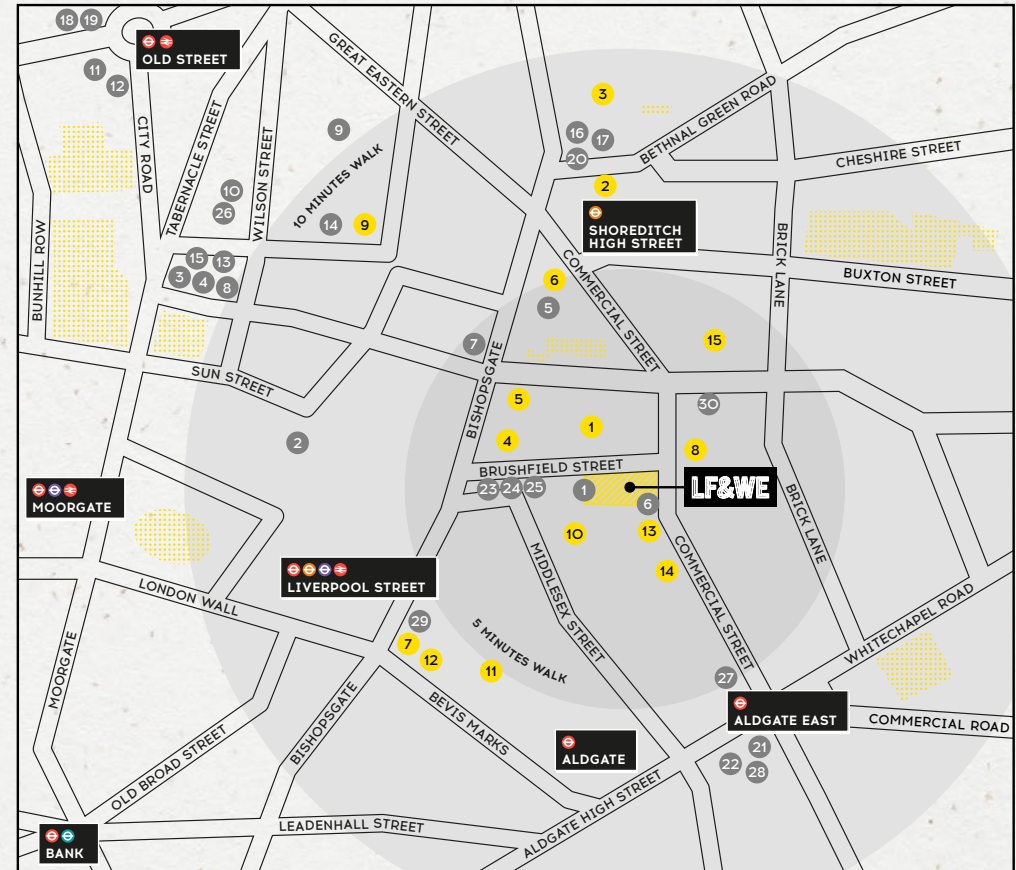 18 19
OLD STREET
11
12
GREAT EASTERN STREET
3
BETHNAL GREEN ROAD
16
17
20
CHESHIRE STREET
CITY ROAD
TABERNACLE STREET
WILSON STREET
9
10 MINUTES WALK
10
26
14
9
2
SHOREDITCH
HIGH STREET
BRICK LANE
BUXTON STREET
BUNHILL ROW
15
13
3
4
8
6
5
COMMERCIAL STREET
7
15
BISHOPSGATE
SUN STREET
5
1
4
30
8
2
BRUSHFIELD STREET
23 24 25
1
6
LF&WE
MOORGATE
10
13
14
BRICK LANE
MIDDLESEX STREET
COMMERCIAL STREET
LIVERPOOL STREET
LONDON WALL
29
7
12
11
5 MINUTES WALK
WHITECHAPEL ROAD
MOORGATE
27
ALDGATE EAST
COMMERCIAL ROAD
BISHOPSGATE
BEVIS MARKS
ALDGATE
21
22
28
OLD BROAD STREET
ALDGATE HIGH STREET
LEADENHALL STREET
BANK